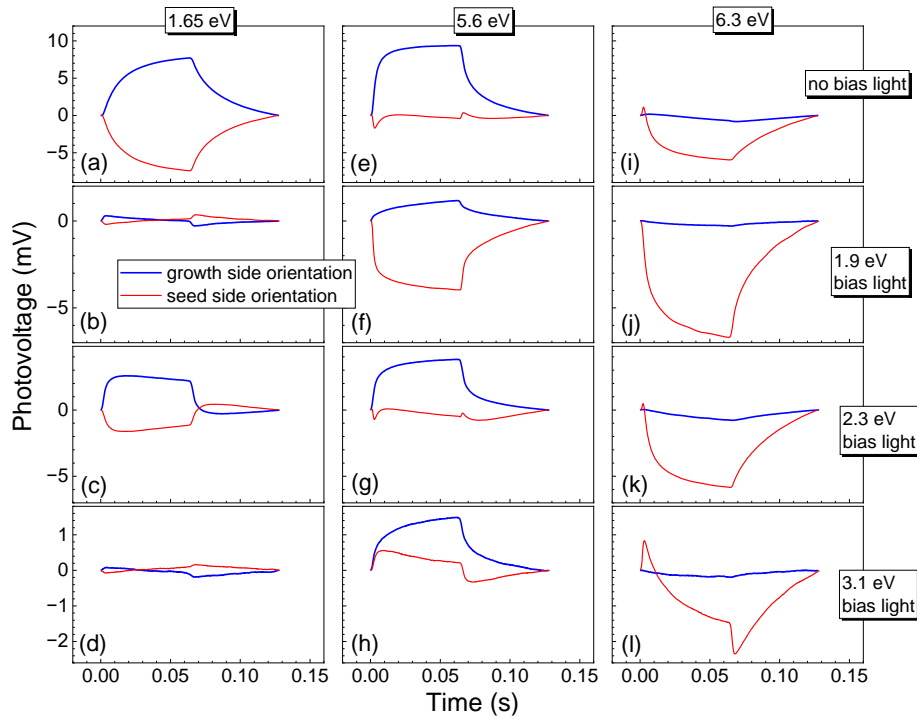 1.65 eV
5.6 eV
6.3 eV
10
5
0
−5
(a)
(e)
(i)
no bias light
0
−5
(b)
(f)
(j)
growth side orientation
seed side orientation
1.9 eV
bias light
0
−5
(c)
(g)
(k)
2.3 eV
bias light
1
0
−1
−2
(d)
(h)
(l)
3.1 eV
bias light
0.00 0.05 0.10 0.15
0.00 0.05 0.10 0.15
0.00 0.05 0.10 0.15
Photovoltage (mV)
Time (s)